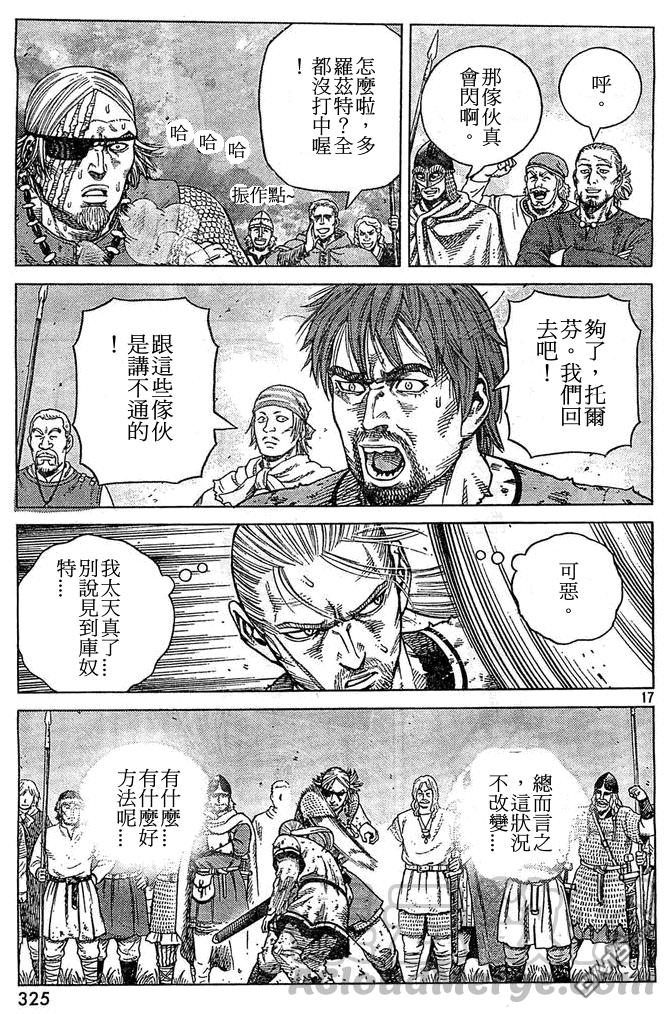 呼。
那傢伙真
會閃啊。
怎麼啦，多
羅茲特？全
都沒打中喔
！
哈
哈
哈
振作點~
夠了，托爾
芬。我們回
去吧！
跟這些傢伙
是講不通的
！
可惡。
我太天真了…
別說見到庫奴
特…
17
總而言之
，這狀況
不改變…
有什麼…
有什麼好
方法呢…
325